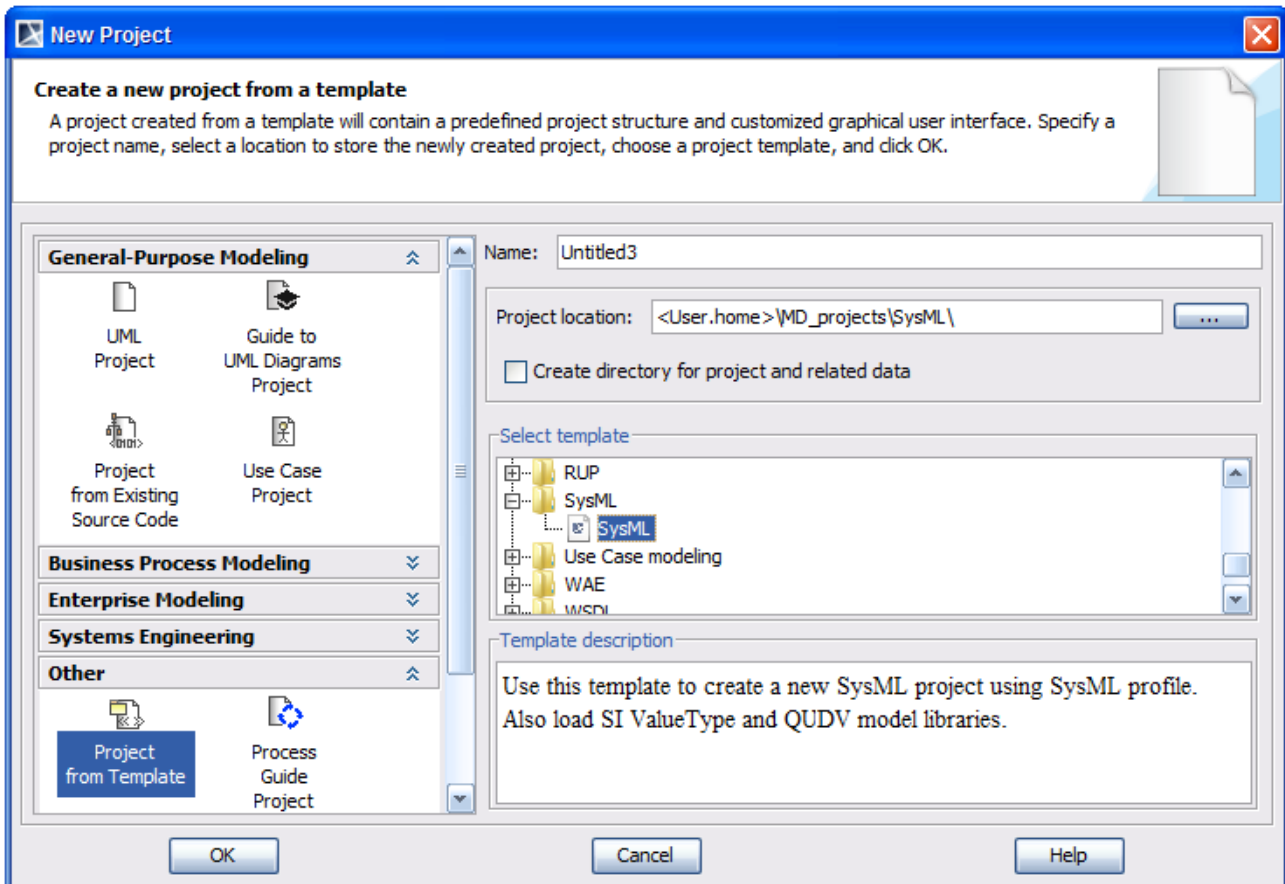 New Project
Create a new project from a template
A project created from a template will contain a predefined project structure and customized graphical user interface. Specify a
project name, select a location to store the newly created project, choose a project template, and click OK.
General-Purpose Modeling
UML
Project
Guide to
UML Diagrams
Project
Project
from Existing
Source Code
Use Case
Project
Business Process Modeling
Enterprise Modeling
Systems Engineering
Other
Project
from Template
Process
Guide
Project
Name: Untitled3
Project location: <User.home>\MD_projects\SysML\ ...
Create directory for project and related data
Select template
RUP
SysML
SysML
Use Case modeling
WAE
WSDL
Template description
Use this template to create a new SysML project using SysML profile.
Also load SI ValueType and QUDV model libraries.
OK Cancel Help